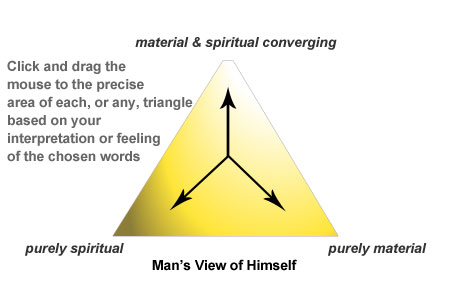 material & spiritual converging
Click and drag the
mouse to the precise
area of each, or any, triangle
based on your
interpretation or feeling
of the chosen words
purely spiritual
purely material
Man's View of Himself